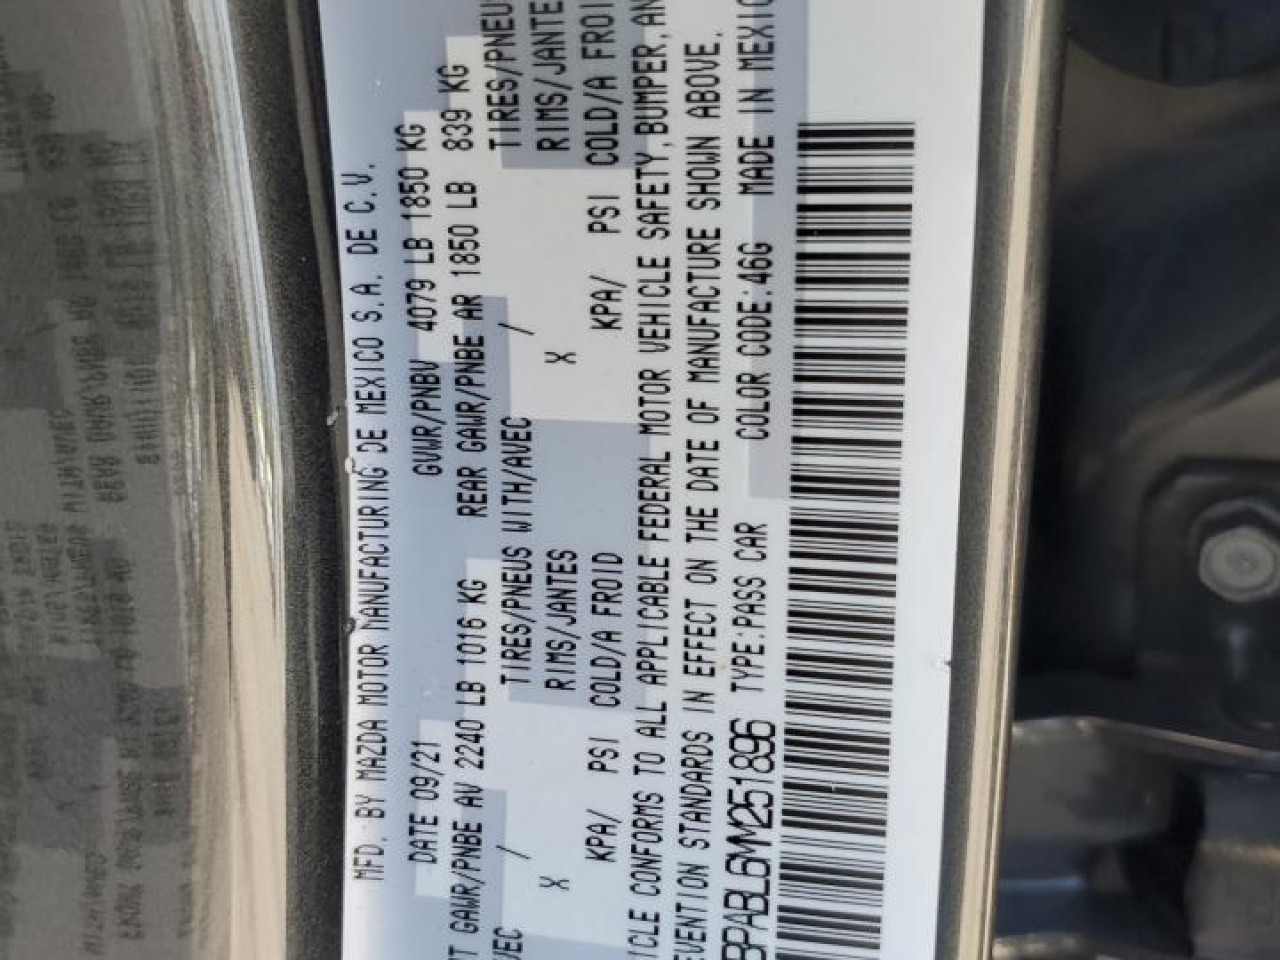 MFD. BY MAZDA MOTOR MANUFACTURING DE MEXICO S.A. DE C.V.
DATE 09/21 GVWR/PNBV 4079 LB 1850 KG
T GAWR/PNBE AV 2240 LB 1016 KG REAR GAWR/PNBE AR 1850 LB 839 KG
VEC / TIRES/PNEUS WITH/AVEC / TIRES/PNEU
X RIMS/JANTES X RIMS/JANTE
KPA/ PSI COLD/A FROID KPA/ PSI COLD/A FROI
ICLE CONFORMS TO ALL APPLICABLE FEDERAL MOTOR VEHICLE SAFETY, BUMPER, AN
EVENTION STANDARDS IN EFFECT ON THE DATE OF MANUFACTURE SHOWN ABOVE.
BPABL6MM251896 TYPE:PASS CAR COLOR CODE:46G MADE IN MEXIC